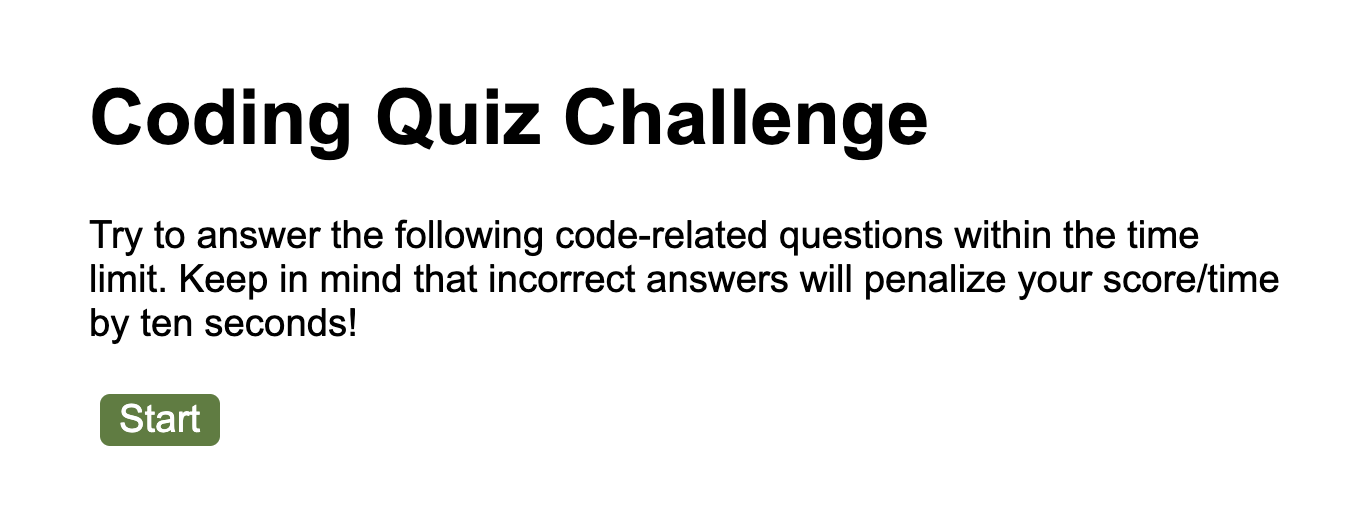 Coding Quiz Challenge
Try to answer the following code-related questions within the time
limit. Keep in mind that incorrect answers will penalize your score/time
by ten seconds!
Start